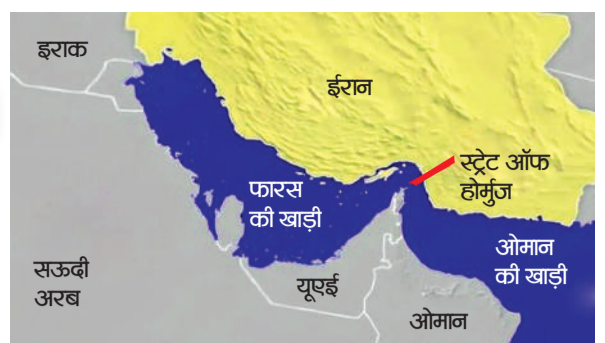 इराक
ईरान
स्ट्रेट ऑफ
होर्मुज
फारस
की खाड़ी
ओमान
की खाड़ी
सऊदी
अरब
यूएई
ओमान